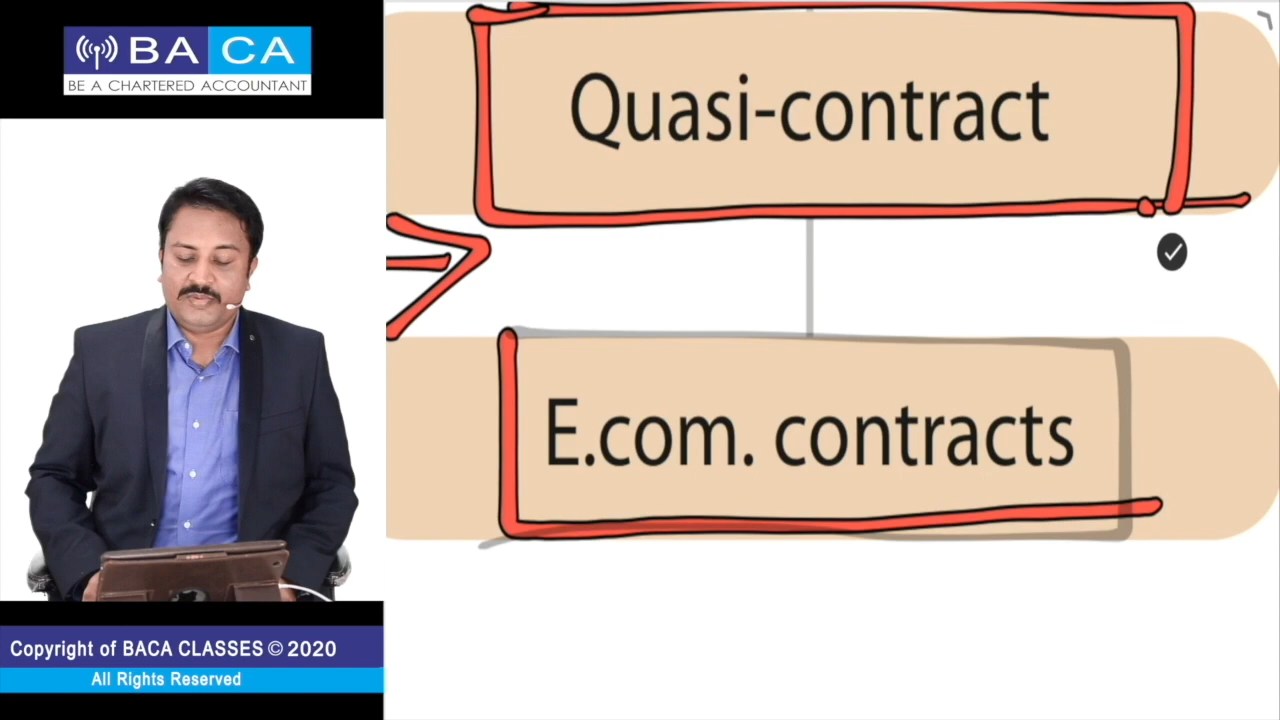 BA CA
BE A CHARTERED ACCOUNTANT
Quasi-contract
E.com. contracts
Copyright of BACA CLASSES © 2020
All Rights Reserved